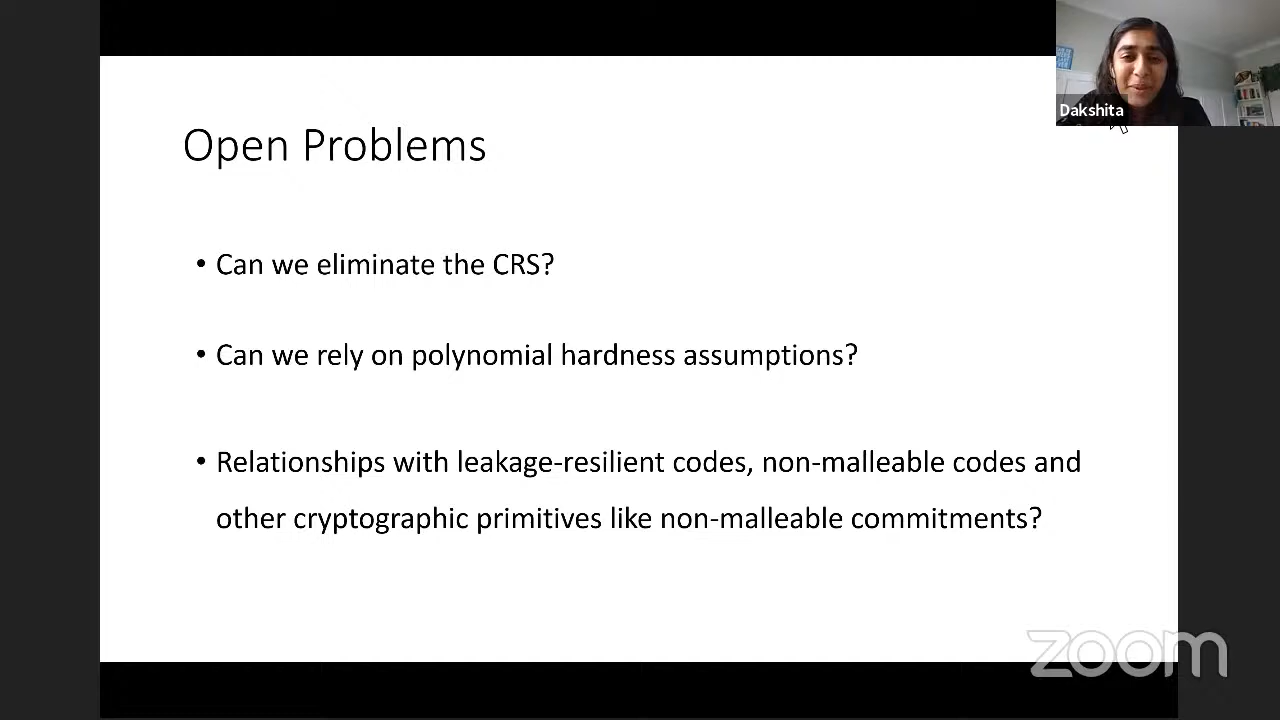 Dakshita
Open Problems
• Can we eliminate the CRS?
• Can we rely on polynomial hardness assumptions?
• Relationships with leakage-resilient codes, non-malleable codes and
other cryptographic primitives like non-malleable commitments?
zoom